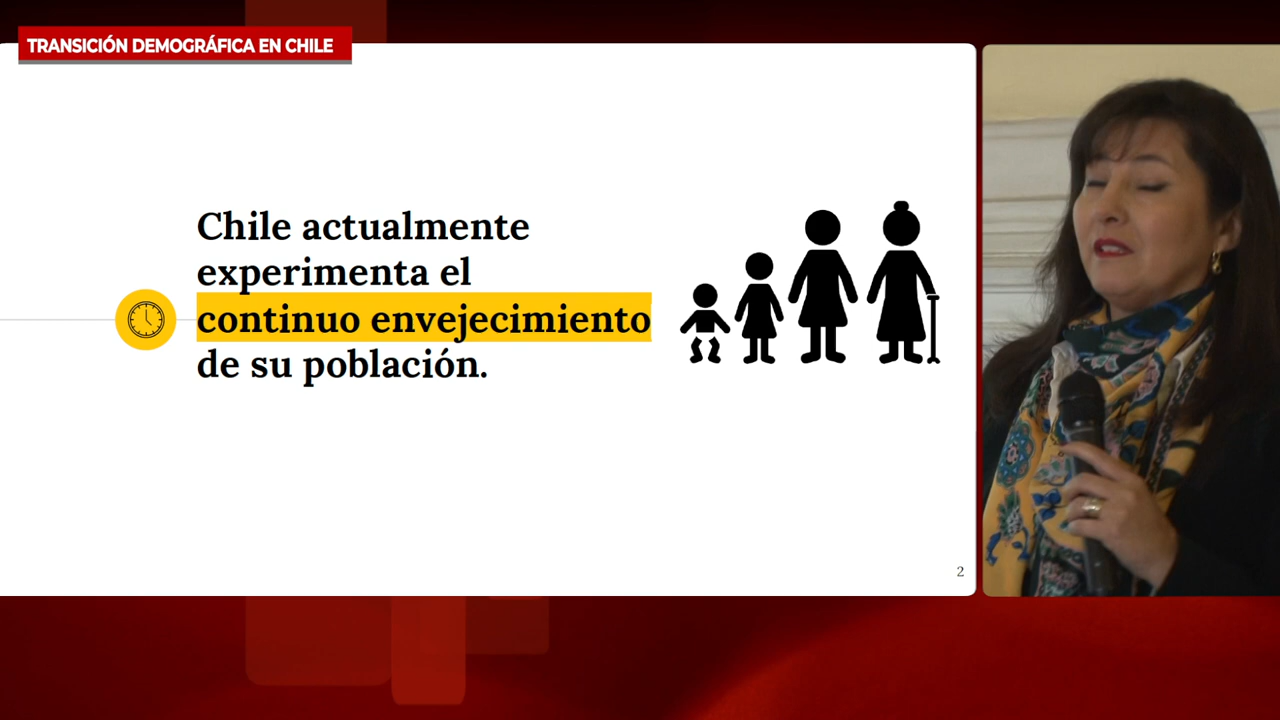 TRANSICIÓN DEMOGRÁFICA EN CHILE
Chile actualmente
experimenta el
continuo envejecimiento
de su población.
2